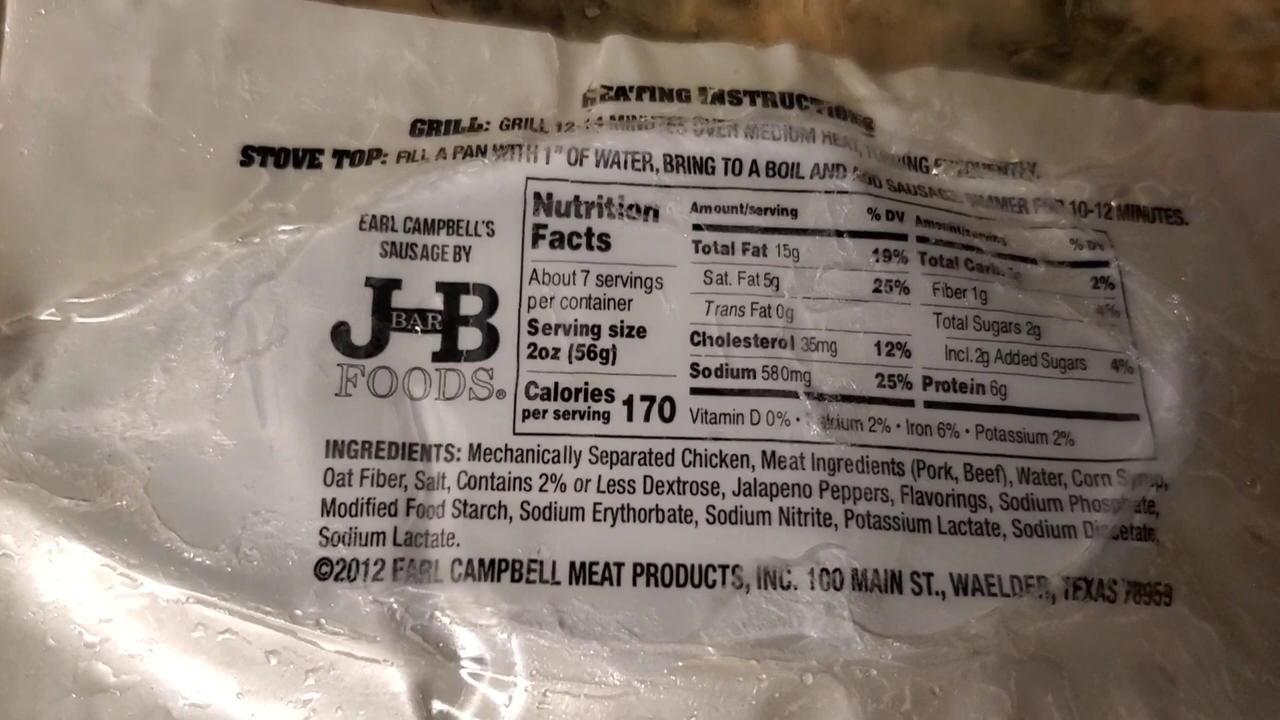 HEATING INSTRUCTIONS
GRILL: GRILL 12-14 MINUTES OVER MEDIUM HEAT, TURNING FREQUENTLY.
STOVE TOP: FILL A PAN WITH 1" OF WATER, BRING TO A BOIL AND ADD SAUSAGE. SIMMER FOR 10-12 MINUTES.
EARL CAMPBELL'S
SAUSAGE BY
J BAR B
FOODS®
Nutrition
Facts
About 7 servings
per container
Serving size
2oz (56g)
Calories
per serving 170
Amount/serving % DV
Total Fat 15g 19%
Sat. Fat 5g 25%
Trans Fat 0g
Cholesterol 35mg 12%
Sodium 580mg 25%
Amount/serving % DV
Total Carb. 2%
Fiber 1g 4%
Total Sugars 2g
Incl. 2g Added Sugars 4%
Protein 6g
Vitamin D 0% • Calcium 2% • Iron 6% • Potassium 2%
INGREDIENTS: Mechanically Separated Chicken, Meat Ingredients (Pork, Beef), Water, Corn Syrup,
Oat Fiber, Salt, Contains 2% or Less Dextrose, Jalapeno Peppers, Flavorings, Sodium Phosphate,
Modified Food Starch, Sodium Erythorbate, Sodium Nitrite, Potassium Lactate, Sodium Diacetate,
Sodium Lactate.
©2012 EARL CAMPBELL MEAT PRODUCTS, INC. 100 MAIN ST., WAELDER, TEXAS 78959